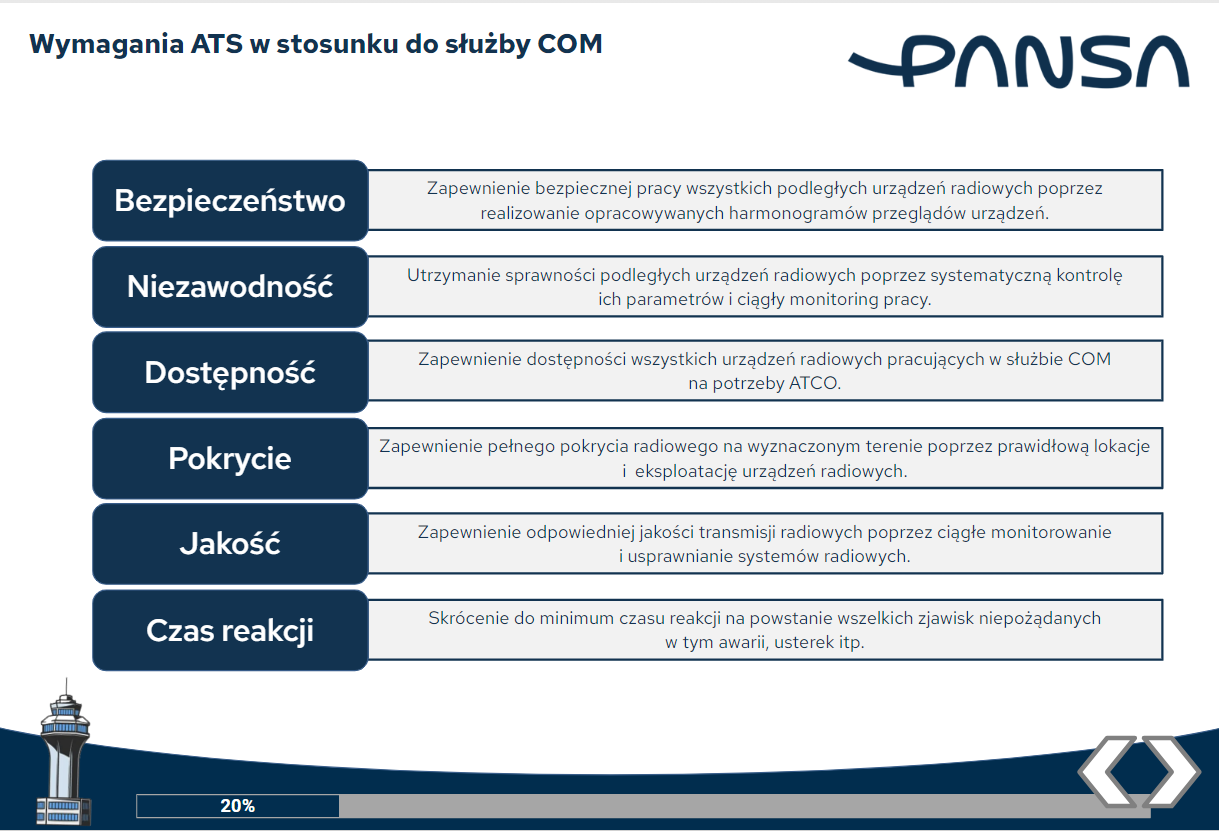 Wymagania ATS w stosunku do służby COM
PANSA
Bezpieczeństwo
Zapewnienie bezpiecznej pracy wszystkich podległych urządzeń radiowych poprzez
realizowanie opracowywanych harmonogramów przeglądów urządzeń.
Niezawodność
Utrzymanie sprawności podległych urządzeń radiowych poprzez systematyczną kontrolę
ich parametrów i ciągły monitoring pracy.
Dostępność
Zapewnienie dostępności wszystkich urządzeń radiowych pracujących w służbie COM
na potrzeby ATCO.
Pokrycie
Zapewnienie pełnego pokrycia radiowego na wyznaczonym terenie poprzez prawidłową lokacje
i eksploatację urządzeń radiowych.
Jakość
Zapewnienie odpowiedniej jakości transmisji radiowych poprzez ciągłe monitorowanie
i usprawnianie systemów radiowych.
Czas reakcji
Skrócenie do minimum czasu reakcji na powstanie wszelkich zjawisk niepożądanych
w tym awarii, usterek itp.
20%